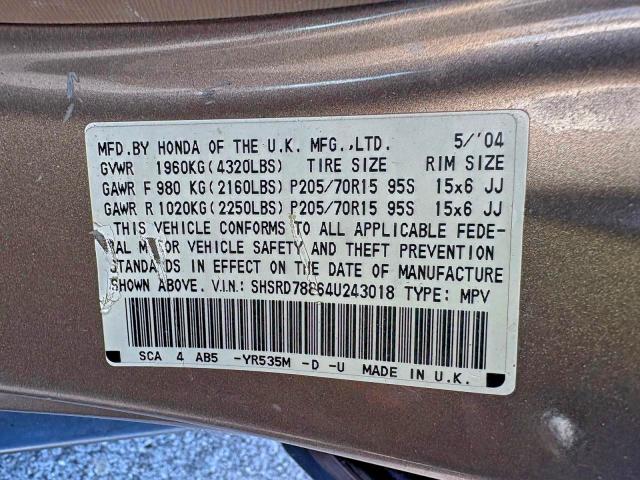 MFD.BY HONDA OF THE U.K. MFG.,LTD. 5/'04
GVWR 1960KG(4320LBS) TIRE SIZE RIM SIZE
GAWR F 980 KG(2160LBS) P205/70R15 95S 15x6 JJ
GAWR R 1020KG(2250LBS) P205/70R15 95S 15x6 JJ
THIS VEHICLE CONFORMS TO ALL APPLICABLE FEDE-
RAL MOTOR VEHICLE SAFETY AND THEFT PREVENTION
STANDARDS IN EFFECT ON THE DATE OF MANUFACTURE
SHOWN ABOVE. V.I.N: SHSRD78864U243018 TYPE: MPV
SCA 4 AB5 -YR535M -D -U MADE IN U.K.